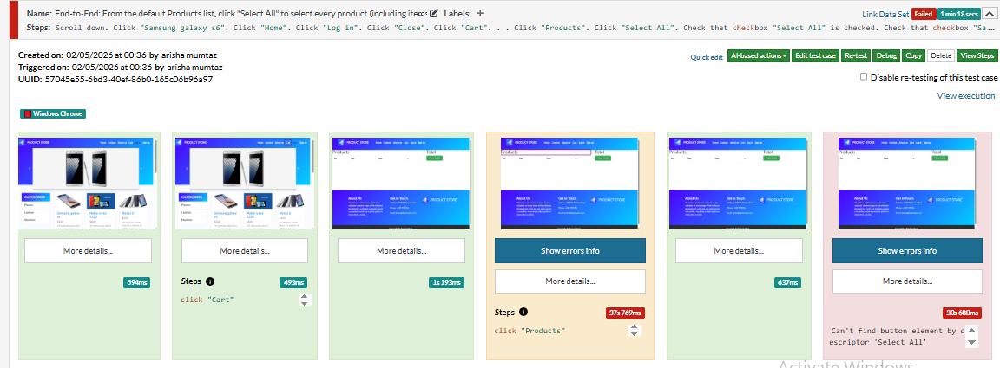 Name: End-to-End: From the default Products list, click "Select All" to select every product (including item... Labels: +
Link Data Set Failed 1 min 18 secs
Steps: Scroll down. Click "Samsung galaxy s6". Click "Home". Click "Log in". Click "Close". Click "Cart". . . Click "Products". Click "Select All". Check that checkbox "Select All" is checked. Check that checkbox "Sa...
Created on: 02/05/2026 at 00:36 by arisha mumtaz
Triggered on: 02/05/2026 at 00:36 by arisha mumtaz
UUID: 57045e55-6bd3-40ef-86b0-165c06b96a97
Quick edit AI-based actions Edit test case Re-test Debug Copy Delete View Steps
Disable re-testing of this test case
View execution
Windows Chrome
PRODUCT STORE PRODUCT STORE PRODUCT STORE PRODUCT STORE PRODUCT STORE PRODUCT STORE
Products Total Products Total Products Total Products Total
CATEGORIES CATEGORIES
About Us Get in Touch PRODUCT STORE About Us Get in Touch PRODUCT STORE About Us Get in Touch PRODUCT STORE About Us Get in Touch PRODUCT STORE
More details... More details... More details... Show errors info More details... Show errors info
More details... More details...
694ms Steps 493ms 1s 193ms 637ms
click "Cart"
Steps 37s 769ms 30s 688ms
click "Products" Can't find button element by d
escriptor 'Select All'
Activate Windows